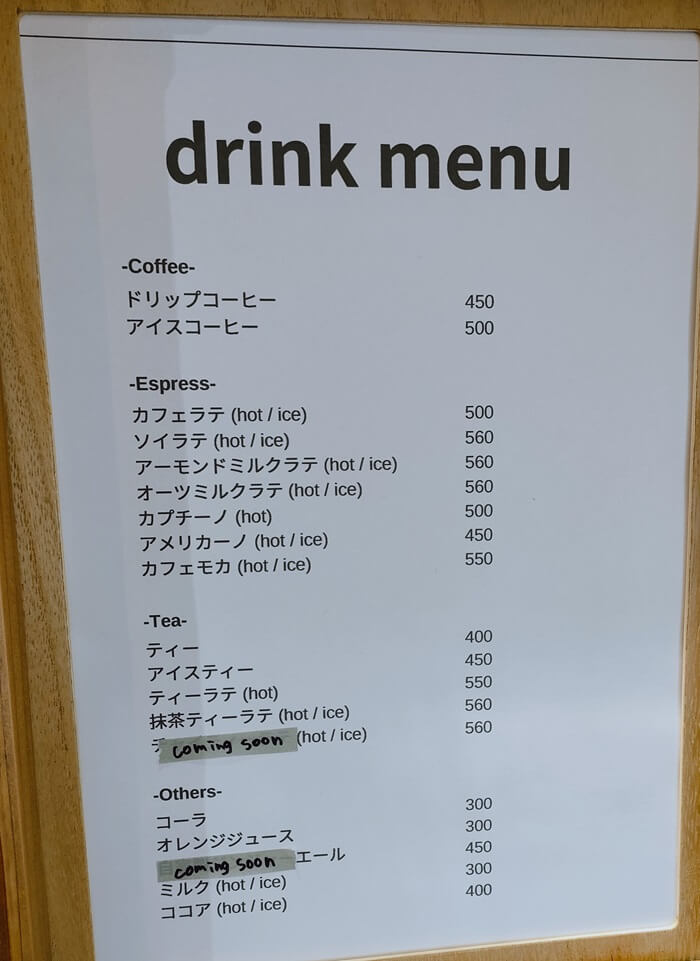 drink menu
-Coffee-
ドリップコーヒー 450
アイスコーヒー 500
-Espress-
カフェラテ (hot / ice) 500
ソイラテ (hot / ice) 560
アーモンドミルクラテ (hot / ice) 560
オーツミルクラテ (hot / ice) 560
カプチーノ (hot) 500
アメリカーノ (hot / ice) 450
カフェモカ (hot / ice) 550
-Tea-
ティー 400
アイスティー 450
ティーラテ (hot) 550
抹茶ティーラテ (hot / ice) 560
coming soon (hot / ice) 560
-Others-
コーラ 300
オレンジジュース 300
coming soon エール 450
ミルク (hot / ice) 300
ココア (hot / ice) 400